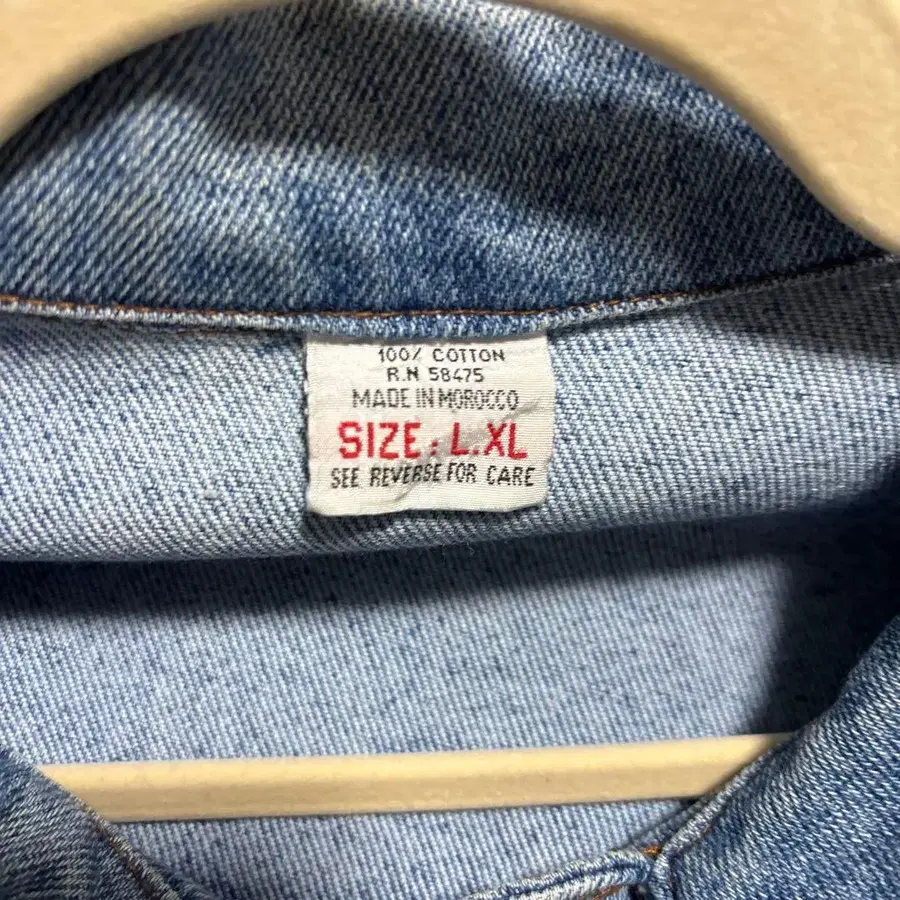 100% COTTON
R.N 58475
MADE IN MOROCCO
SIZE: L.XL
SEE REVERSE FOR CARE